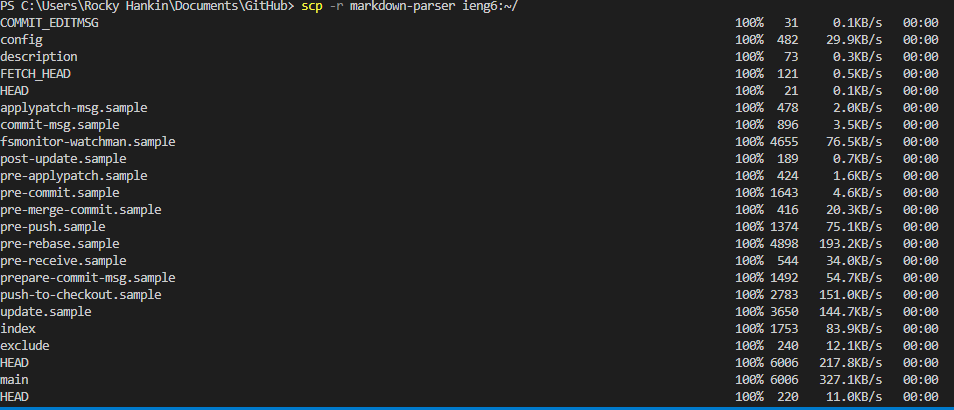 PS C:\Users\Rocky Hankin\Documents\GitHub> scp -r markdown-parser ieng6:~/
COMMIT_EDITMSG 100% 31 0.1KB/s 00:00
config 100% 482 29.9KB/s 00:00
description 100% 73 0.3KB/s 00:00
FETCH_HEAD 100% 121 0.5KB/s 00:00
HEAD 100% 21 0.1KB/s 00:00
applypatch-msg.sample 100% 478 2.0KB/s 00:00
commit-msg.sample 100% 896 3.5KB/s 00:00
fsmonitor-watchman.sample 100% 4655 76.5KB/s 00:00
post-update.sample 100% 189 0.7KB/s 00:00
pre-applypatch.sample 100% 424 1.6KB/s 00:00
pre-commit.sample 100% 1643 4.6KB/s 00:00
pre-merge-commit.sample 100% 416 20.3KB/s 00:00
pre-push.sample 100% 1374 75.1KB/s 00:00
pre-rebase.sample 100% 4898 193.2KB/s 00:00
pre-receive.sample 100% 544 34.0KB/s 00:00
prepare-commit-msg.sample 100% 1492 54.7KB/s 00:00
push-to-checkout.sample 100% 2783 151.0KB/s 00:00
update.sample 100% 3650 144.7KB/s 00:00
index 100% 1753 83.9KB/s 00:00
exclude 100% 240 12.1KB/s 00:00
HEAD 100% 6006 217.8KB/s 00:00
main 100% 6006 327.1KB/s 00:00
HEAD 100% 220 11.0KB/s 00:00